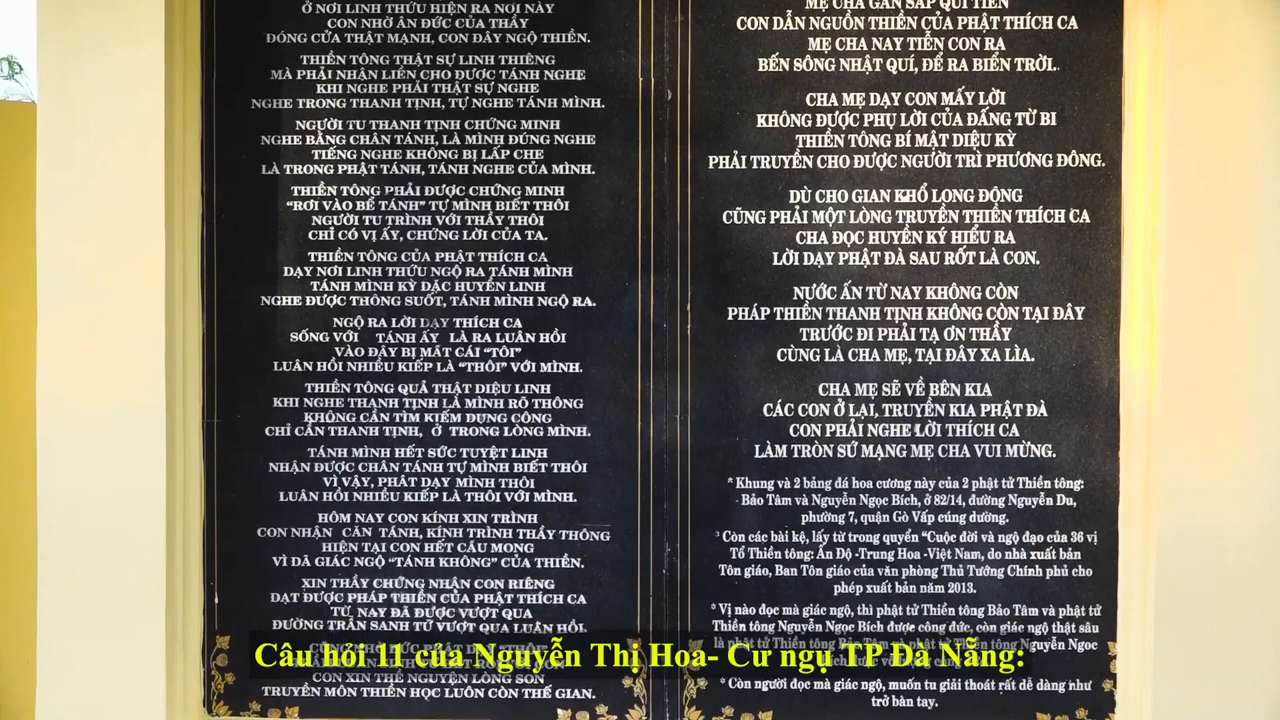 Ở NƠI LINH THỨU HIỆN RA NƠI NÀY
CON NHỜ ÂN ĐỨC CỦA THẦY
ĐÓNG CỬA THẬT MẠNH, CON ĐÂY NGỘ THIỀN.
THIỀN TÔNG THẬT SỰ LINH THIÊNG
MÀ PHẢI NHẬN LIỀN CHO ĐƯỢC TÁNH NGHE
KHI NGHE PHẢI THẬT SỰ NGHE
NGHE TRONG THANH TỊNH, TỰ NGHE TÁNH MÌNH.
NGƯỜI TU THANH TỊNH CHỨNG MINH
NGHE BẰNG CHÂN TÁNH, LÀ MÌNH ĐÚNG NGHE
TIẾNG NGHE KHÔNG BỊ LẤP CHE
LÀ TRONG PHẬT TÁNH, TÁNH NGHE CỦA MÌNH.
THIỀN TÔNG PHẢI ĐƯỢC CHỨNG MINH
“RƠI VÀO BỂ TÁNH” TỰ MÌNH BIẾT THÔI
NGƯỜI TU TRÌNH VỚI THẦY THÔI
CHỈ CÓ VỊ ẤY, CHỨNG LỜI CỦA TA.
THIỀN TÔNG CỦA PHẬT THÍCH CA
DẠY NƠI LINH THỨU NGỘ RA TÁNH MÌNH
TÁNH MÌNH KỲ ĐẶC HUYỀN LINH
NGHE ĐƯỢC THÔNG SUỐT, TÁNH MÌNH NGỘ RA.
NGỘ RA LỜI DẠY THÍCH CA
SỐNG VỚI TÁNH ẤY LÀ RA LUÂN HỒI
VÀO ĐÂY BỊ MẤT CÁI “TÔI”
LUÂN HỒI NHIỀU KIẾP LÀ “THÔI” VỚI MÌNH.
THIỀN TÔNG QUẢ THẬT DIỆU LINH
KHI NGHE THANH TỊNH LÀ MÌNH RÕ THÔNG
KHÔNG CẦN TÌM KIẾM DỤNG CÔNG
CHỈ CẦN THANH TỊNH, Ở TRONG LÒNG MÌNH.
TÁNH MÌNH HẾT SỨC TUYỆT LINH
NHẬN ĐƯỢC CHÂN TÁNH TỰ MÌNH BIẾT THÔI
VÌ VẬY, PHẬT DẠY MÌNH THÔI
LUÂN HỒI NHIỀU KIẾP LÀ THÔI VỚI MÌNH.
HÔM NAY CON KÍNH XIN TRÌNH
CON NHẬN CĂN TÁNH, KÍNH TRÌNH THẦY THÔNG
HIỆN TẠI CON HẾT CẦU MONG
VÌ ĐÃ GIÁC NGỘ “TÁNH KHÔNG” CỦA THIỀN.
XIN THẦY CHỨNG NHẬN CON RIÊNG
ĐẠT ĐƯỢC PHÁP THIỀN CỦA PHẬT THÍCH CA
TỪ NAY ĐÃ ĐƯỢC VƯỢT QUA
ĐƯỜNG TRẦN SANH TỬ VƯỢT QUA LUÂN HỒI.
CON XIN THỀ NGUYỆN LÒNG SON
TRUYỀN MÔN THIỀN HỌC LUÔN CÒN THẾ GIAN.
MẸ CHA GẦN SẮP QUI TIÊN
CON DẪN NGUỒN THIỀN CỦA PHẬT THÍCH CA
MẸ CHA NAY TIỄN CON RA
BẾN SÔNG NHẬT QUÍ, ĐỂ RA BIỂN TRỜI.
CHA MẸ DẠY CON MẤY LỜI
KHÔNG ĐƯỢC PHỤ LỜI CỦA ĐẤNG TỪ BI
THIỀN TÔNG BÍ MẬT DIỆU KỲ
PHẢI TRUYỀN CHO ĐƯỢC NGƯỜI TRÌ PHƯƠNG ĐÔNG.
DÙ CHO GIAN KHỔ LONG ĐỘNG
CŨNG PHẢI MỘT LÒNG TRUYỀN THIỀN THÍCH CA
CHA ĐỌC HUYỀN KÝ HIỂU RA
LỜI DẠY PHẬT ĐÀ SAU RỐT LÀ CON.
NƯỚC ẤN TỪ NAY KHÔNG CÒN
PHÁP THIỀN THANH TỊNH KHÔNG CÒN TẠI ĐÂY
TRƯỚC ĐI PHẢI TẠ ƠN THẦY
CÙNG LÀ CHA MẸ, TẠI ĐÂY XA LÌA.
CHA MẸ SẼ VỀ BÊN KIA
CÁC CON Ở LẠI, TRUYỀN KIA PHẬT ĐÀ
CON PHẢI NGHE LỜI THÍCH CA
LÀM TRÒN SỨ MẠNG MẸ CHA VUI MỪNG.
* Khung và 2 bảng đá hoa cương này của 2 phật tử Thiền tông:
Bảo Tâm và Nguyễn Ngọc Bích, ở 82/14, đường Nguyễn Du,
phường 7, quận Gò Vấp cúng dường.
* Còn các bài kệ, lấy từ trong quyển “Cuộc đời và ngộ đạo của 36 vị
Tổ Thiền tông: Ấn Độ -Trung Hoa -Việt Nam, do nhà xuất bản
Tôn giáo, Ban Tôn giáo của văn phòng Thủ Tướng Chính phủ cho
phép xuất bản năm 2013.
* Vị nào đọc mà giác ngộ, thì phật tử Thiền tông Bảo Tâm và phật tử
Thiền tông Nguyễn Ngọc Bích được công đức, còn giác ngộ thật sâu
là phật tử Thiền tông Bảo Tâm và phật tử Thiền tông Nguyễn Ngọc
* Còn người đọc mà giác ngộ, muốn tu giải thoát rất dễ dàng như
trở bàn tay.
Câu hỏi 11 của Nguyễn Thị Hoa- Cư ngụ TP Đà Nẵng: